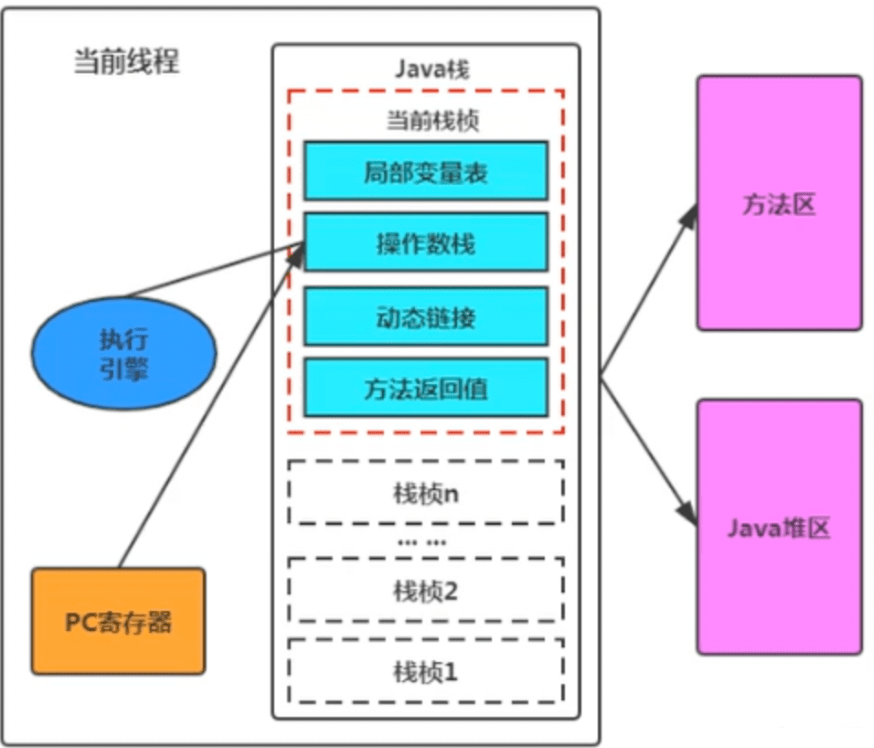 当前线程
Java栈
当前栈桢
局部变量表
操作数栈
动态链接
方法返回值
执行
引擎
PC寄存器
栈桢n
... ...
栈桢2
栈桢1
方法区
Java堆区